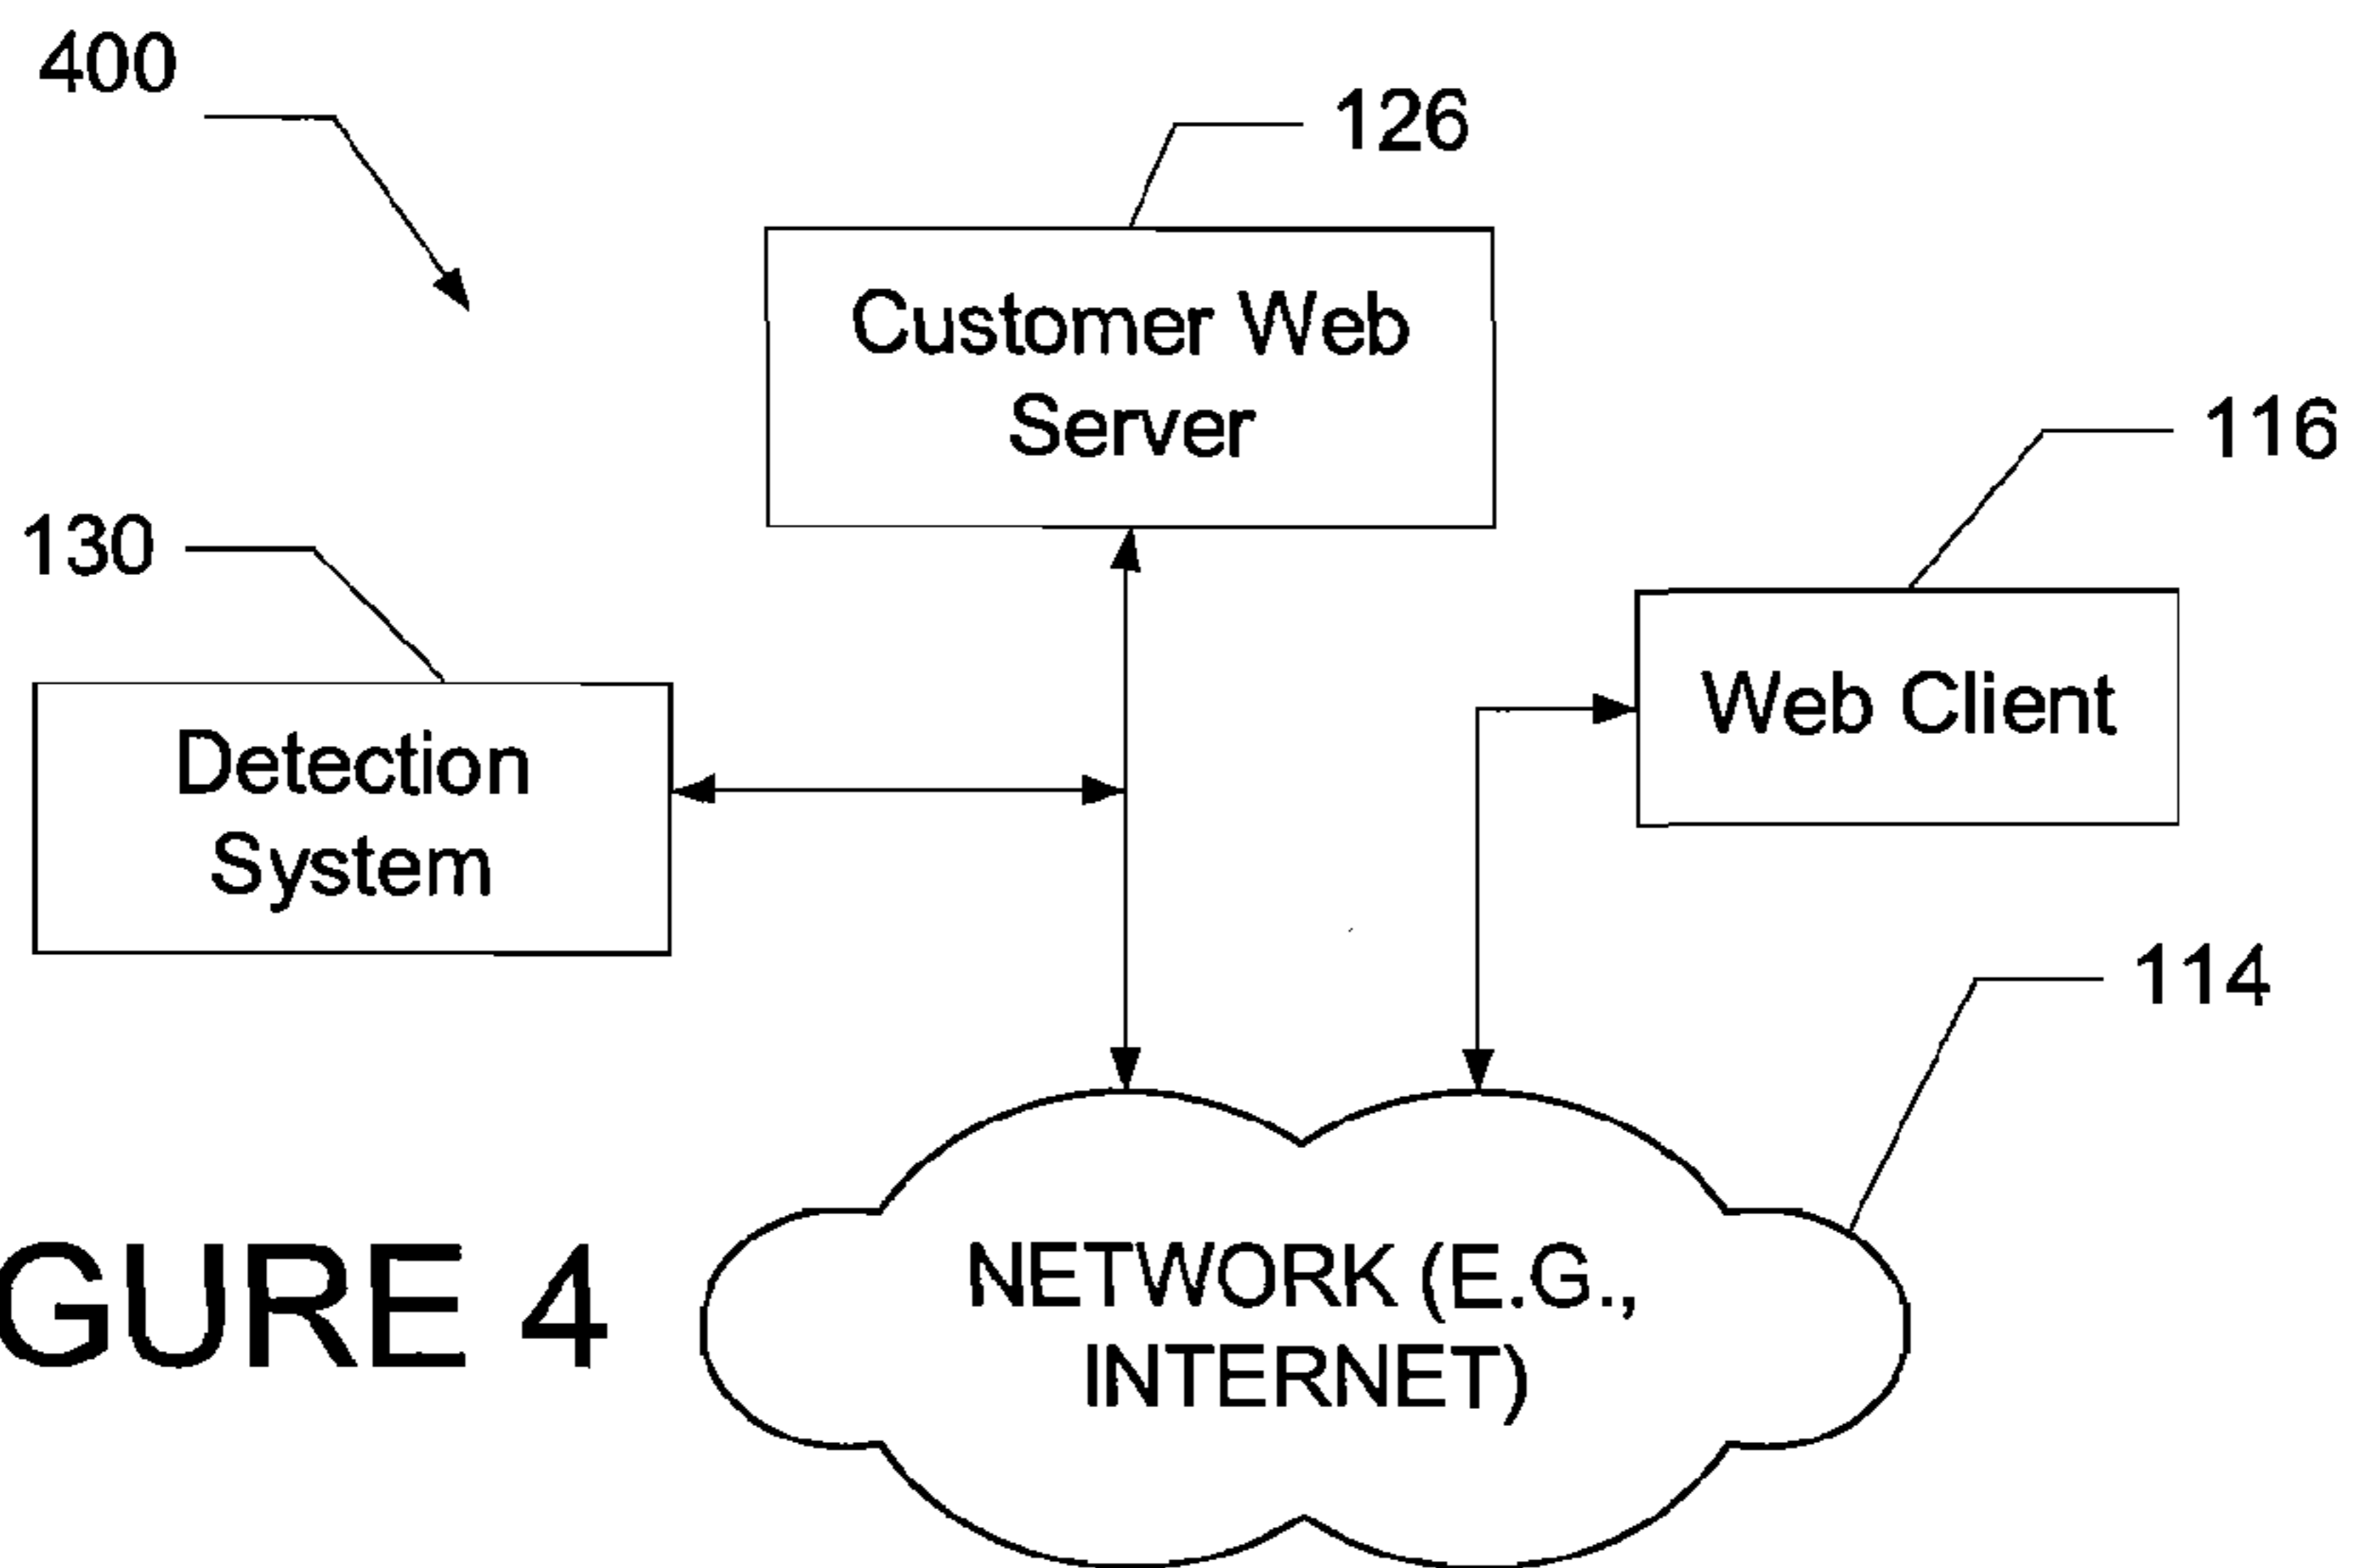 400
126
Customer Web
Server
116
130
Web Client
Detection
System
114
NETWORK (E.G.,
INTERNET)
GURE 4